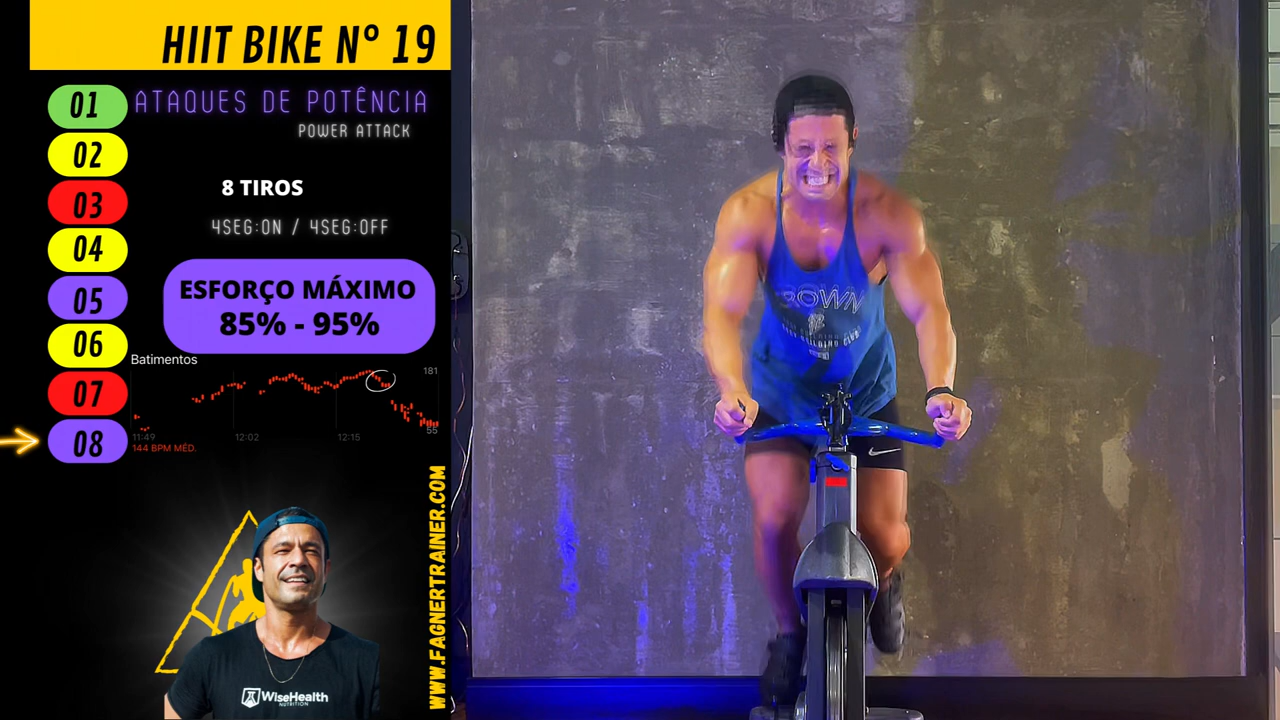 HIIT BIKE Nº 19
01
ATAQUES DE POTÊNCIA
POWER ATTACK
02
8 TIROS
03
4SEG:ON / 4SEG:OFF
04
ESFORÇO MÁXIMO
85% - 95%
05
06
Batimentos
181
07
55
11:49
12:02
12:15
144 BPM MÉD.
08
WWW.FAGNERTRAINER.COM
WiseHealth
NUTRITION